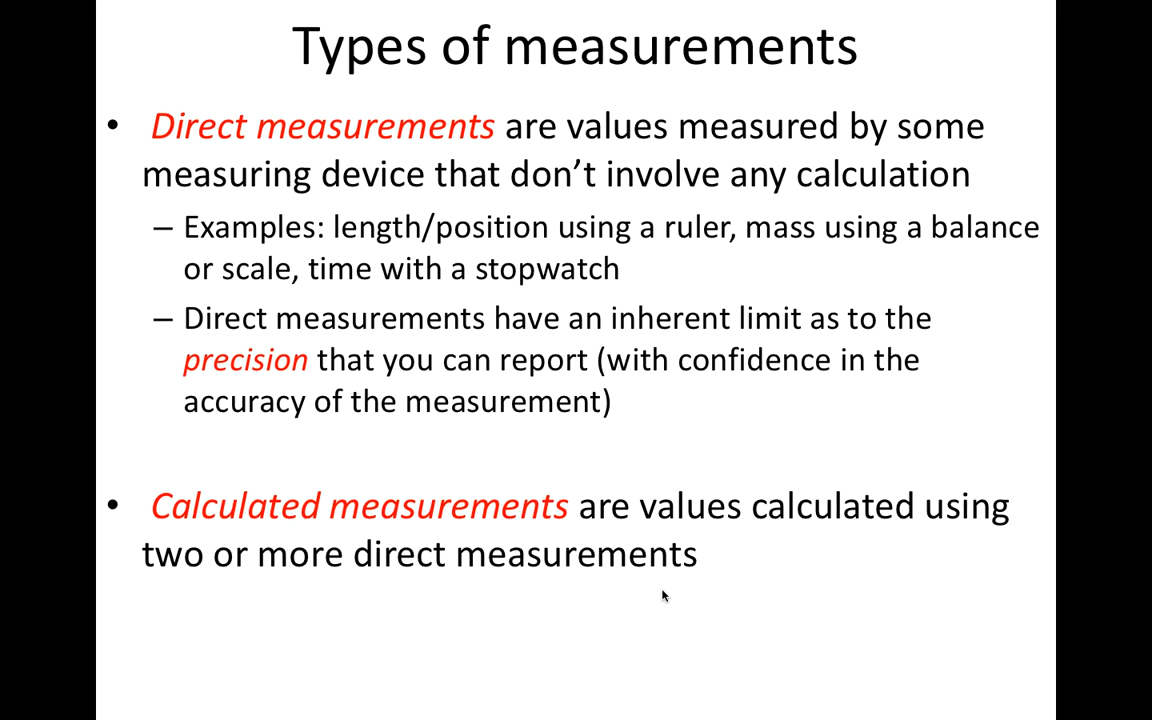 Types of measurements
• Direct measurements are values measured by some
measuring device that don’t involve any calculation
– Examples: length/position using a ruler, mass using a balance
or scale, time with a stopwatch
– Direct measurements have an inherent limit as to the
precision that you can report (with confidence in the
accuracy of the measurement)
• Calculated measurements are values calculated using
two or more direct measurements